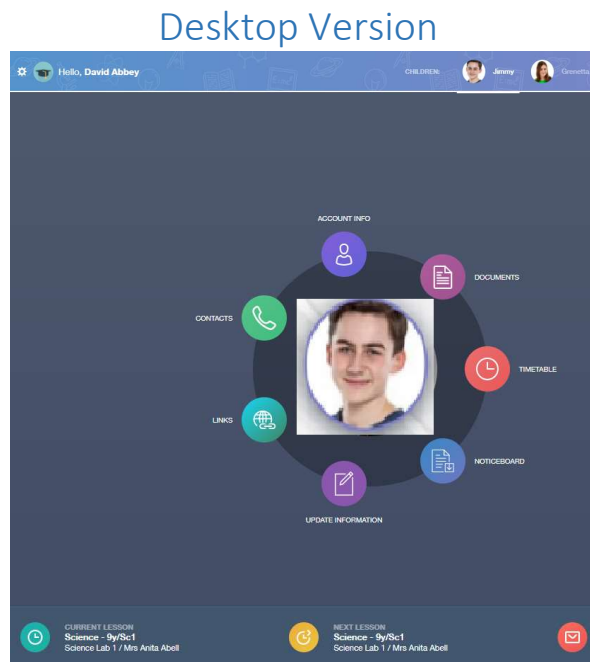 Desktop Version
Hello, David Abbey
CHILDREN:
Jimmy
Grenetta
ACCOUNT INFO
DOCUMENTS
CONTACTS
TIMETABLE
LINKS
NOTICEBOARD
UPDATE INFORMATION
CURRENT LESSON
Science - 9y/Sc1
Science Lab 1 / Mrs Anita Abell
NEXT LESSON
Science - 9y/Sc1
Science Lab 1 / Mrs Anita Abell